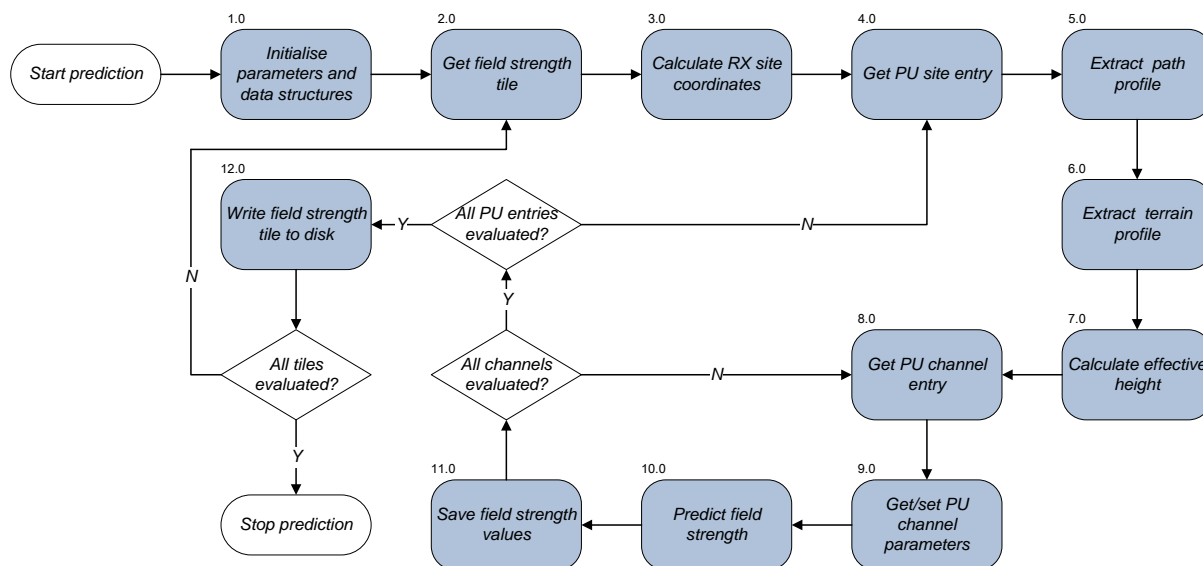 1.0
2.0
3.0
4.0
5.0
Start prediction
Initialise
parameters and
data structures
Get field strength
tile
Calculate RX site
coordinates
Get PU site entry
Extract path
profile
12.0
6.0
Write field strength
tile to disk
Y
All PU entries
evaluated?
N
Extract terrain
profile
N
Y
8.0
7.0
All tiles
evaluated?
All channels
evaluated?
N
Get PU channel
entry
Calculate effective
height
Y
11.0
10.0
9.0
Stop prediction
Save field strength
values
Predict field
strength
Get/set PU
channel
parameters